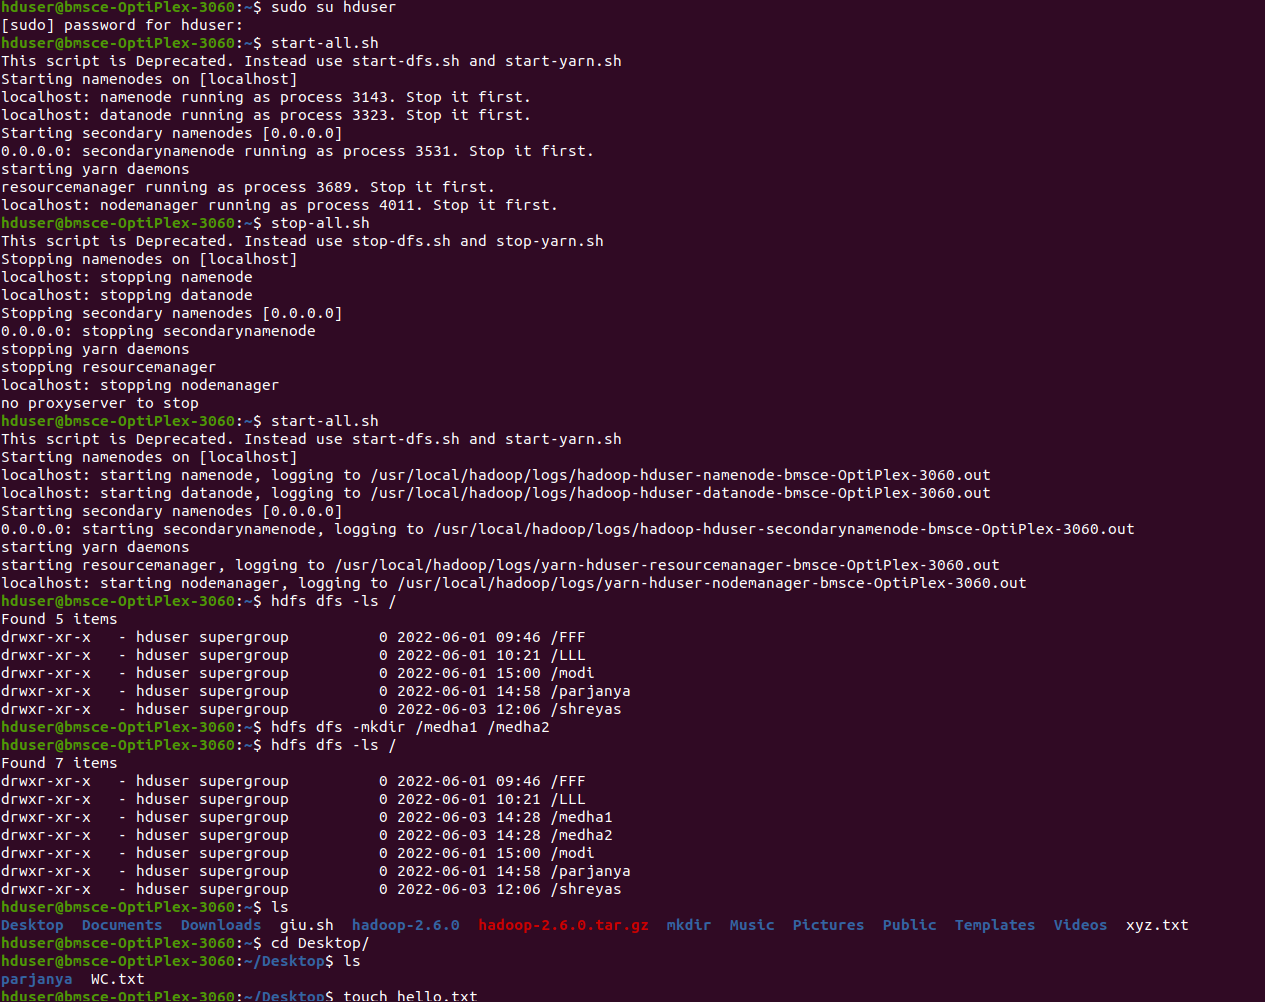 hduser@bmsce-OptiPlex-3060:~$ sudo su hduser
[sudo] password for hduser:
hduser@bmsce-OptiPlex-3060:~$ start-all.sh
This script is Deprecated. Instead use start-dfs.sh and start-yarn.sh
Starting namenodes on [localhost]
localhost: namenode running as process 3143. Stop it first.
localhost: datanode running as process 3323. Stop it first.
Starting secondary namenodes [0.0.0.0]
0.0.0.0: secondarynamenode running as process 3531. Stop it first.
starting yarn daemons
resourcemanager running as process 3689. Stop it first.
localhost: nodemanager running as process 4011. Stop it first.
hduser@bmsce-OptiPlex-3060:~$ stop-all.sh
This script is Deprecated. Instead use stop-dfs.sh and stop-yarn.sh
Stopping namenodes on [localhost]
localhost: stopping namenode
localhost: stopping datanode
Stopping secondary namenodes [0.0.0.0]
0.0.0.0: stopping secondarynamenode
stopping yarn daemons
stopping resourcemanager
localhost: stopping nodemanager
no proxyserver to stop
hduser@bmsce-OptiPlex-3060:~$ start-all.sh
This script is Deprecated. Instead use start-dfs.sh and start-yarn.sh
Starting namenodes on [localhost]
localhost: starting namenode, logging to /usr/local/hadoop/logs/hadoop-hduser-namenode-bmsce-OptiPlex-3060.out
localhost: starting datanode, logging to /usr/local/hadoop/logs/hadoop-hduser-datanode-bmsce-OptiPlex-3060.out
Starting secondary namenodes [0.0.0.0]
0.0.0.0: starting secondarynamenode, logging to /usr/local/hadoop/logs/hadoop-hduser-secondarynamenode-bmsce-OptiPlex-3060.out
starting yarn daemons
starting resourcemanager, logging to /usr/local/hadoop/logs/yarn-hduser-resourcemanager-bmsce-OptiPlex-3060.out
localhost: starting nodemanager, logging to /usr/local/hadoop/logs/yarn-hduser-nodemanager-bmsce-OptiPlex-3060.out
hduser@bmsce-OptiPlex-3060:~$ hdfs dfs -ls /
Found 5 items
drwxr-xr-x   - hduser supergroup          0 2022-06-01 09:46 /FFF
drwxr-xr-x   - hduser supergroup          0 2022-06-01 10:21 /LLL
drwxr-xr-x   - hduser supergroup          0 2022-06-01 15:00 /modi
drwxr-xr-x   - hduser supergroup          0 2022-06-01 14:58 /parjanya
drwxr-xr-x   - hduser supergroup          0 2022-06-03 12:06 /shreyas
hduser@bmsce-OptiPlex-3060:~$ hdfs dfs -mkdir /medha1 /medha2
hduser@bmsce-OptiPlex-3060:~$ hdfs dfs -ls /
Found 7 items
drwxr-xr-x   - hduser supergroup          0 2022-06-01 09:46 /FFF
drwxr-xr-x   - hduser supergroup          0 2022-06-01 10:21 /LLL
drwxr-xr-x   - hduser supergroup          0 2022-06-03 14:28 /medha1
drwxr-xr-x   - hduser supergroup          0 2022-06-03 14:28 /medha2
drwxr-xr-x   - hduser supergroup          0 2022-06-01 15:00 /modi
drwxr-xr-x   - hduser supergroup          0 2022-06-01 14:58 /parjanya
drwxr-xr-x   - hduser supergroup          0 2022-06-03 12:06 /shreyas
hduser@bmsce-OptiPlex-3060:~$ ls
Desktop  Documents  Downloads  giu.sh  hadoop-2.6.0  hadoop-2.6.0.tar.gz  mkdir  Music  Pictures  Public  Templates  Videos  xyz.txt
hduser@bmsce-OptiPlex-3060:~$ cd Desktop/
hduser@bmsce-OptiPlex-3060:~/Desktop$ ls
parjanya  WC.txt
hduser@bmsce-OptiPlex-3060:~/Desktop$ touch hello.txt